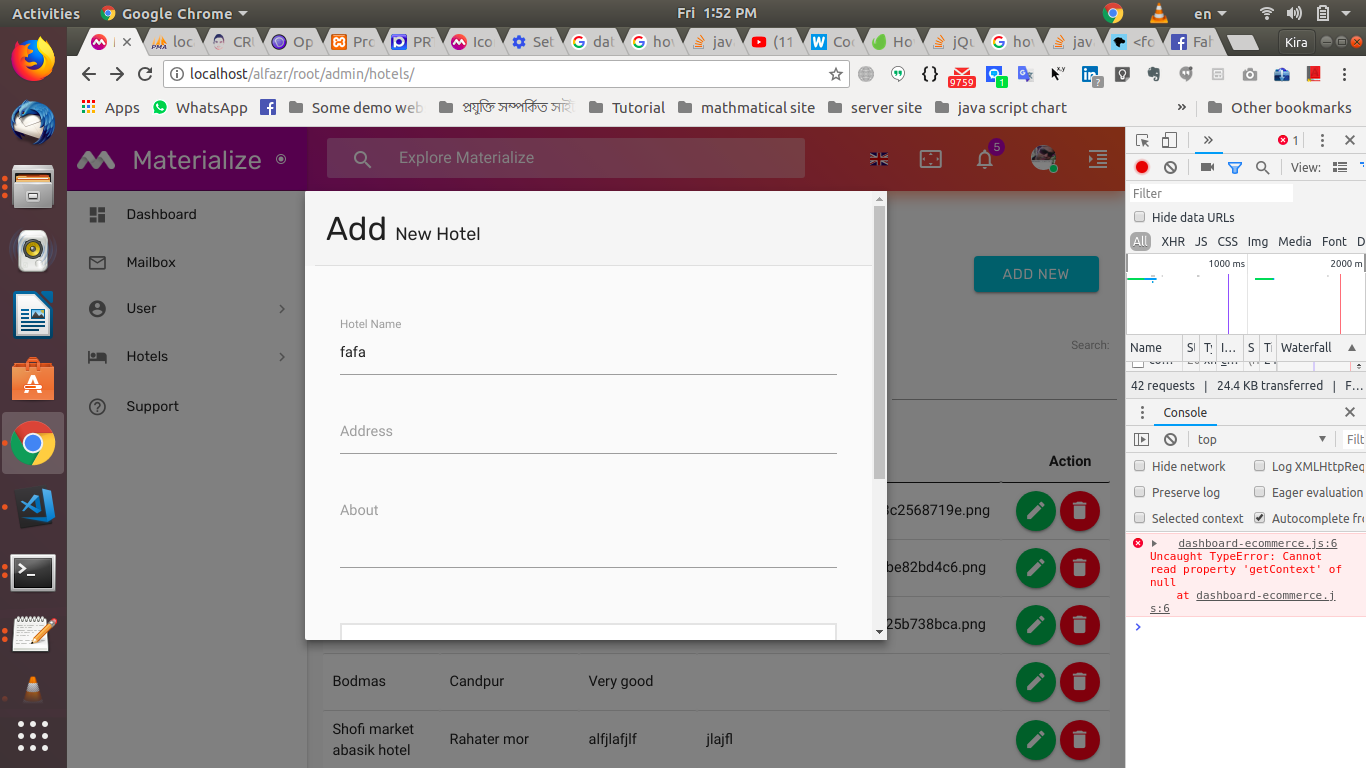 Activities Google Chrome Fri 1:52 PM en
loc CRU Op Pro PR Ico Set dat hov jav (11 Coo Ho jQu hov jav <fo Fah Kira
localhost/alfazr/root/admin/hotels/ 9759 1 ?
Apps WhatsApp Some demo web প্রযুক্তি সম্পর্কিত সাই Tutorial mathmatical site server site java script chart » Other bookmarks
Materialize Explore Materialize 5
Dashboard
Mailbox
User
Hotels
Support
Add New Hotel
Hotel Name
fafa
Address
About
ADD NEW
Search:
Action
c2568719e.png
be82bd4c6.png
25b738bca.png
Bodmas Candpur Very good
Shofi market
abasik hotel Rahater mor alfjlafjlf jlajfl
» 1
View:
Filter
Hide data URLs
All XHR JS CSS Img Media Font D
1000 ms 2000 m
Name I... S Waterfall
42 requests | 24.4 KB transferred | F...
Console
top Filt
Hide network Log XMLHttpReq
Preserve log Eager evaluation
Selected context Autocomplete fro
dashboard-ecommerce.js:6
Uncaught TypeError: Cannot
read property 'getContext' of
null
at dashboard-ecommerce.j
s:6